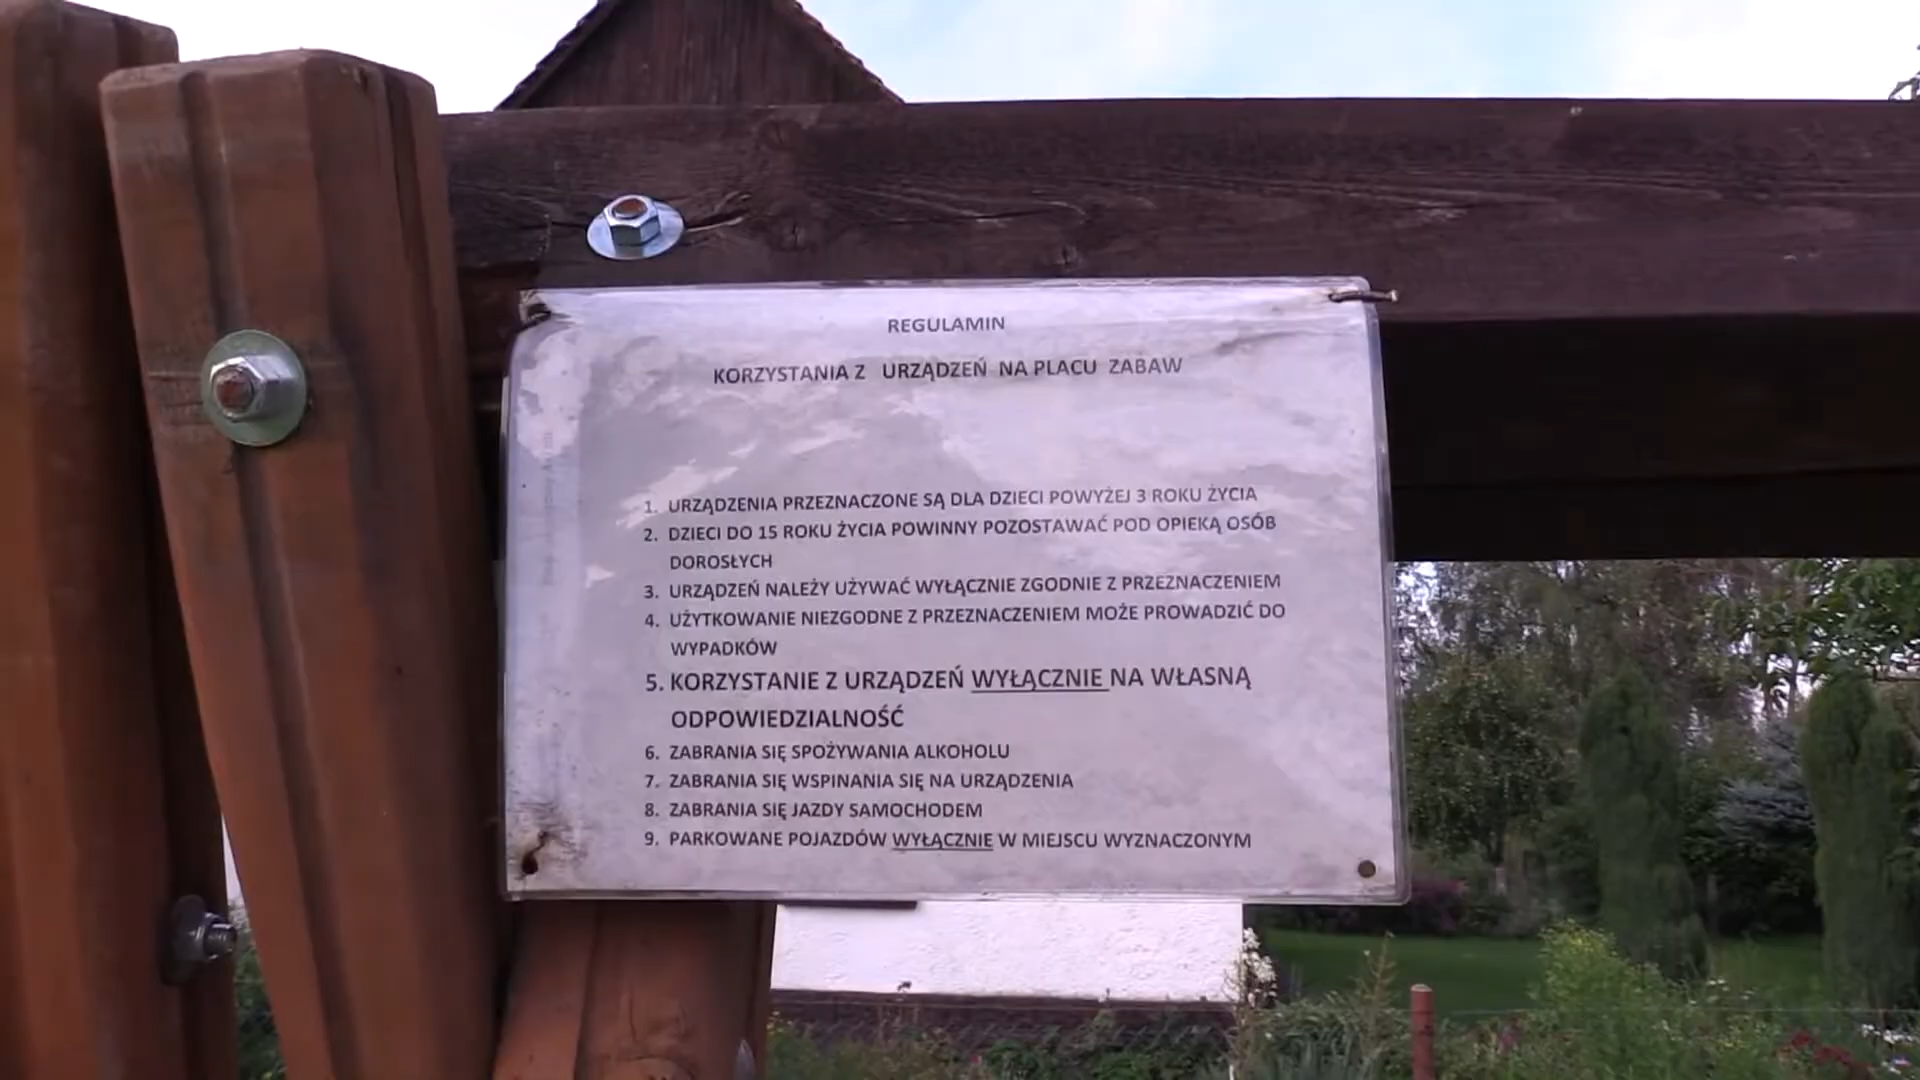 REGULAMIN
KORZYSTANIA Z URZĄDZEŃ NA PLACU ZABAW
1. URZĄDZENIA PRZEZNACZONE SĄ DLA DZIECI POWYŻEJ 3 ROKU ŻYCIA
2. DZIECI DO 15 ROKU ŻYCIA POWINNY POZOSTAWAĆ POD OPIEKĄ OSÓB
DOROSŁYCH
3. URZĄDZEŃ NALEŻY UŻYWAĆ WYŁĄCZNIE ZGODNIE Z PRZEZNACZENIEM
4. UŻYTKOWANIE NIEZGODNE Z PRZEZNACZENIEM MOŻE PROWADZIĆ DO
WYPADKÓW
5. KORZYSTANIE Z URZĄDZEŃ WYŁĄCZNIE NA WŁASNĄ
ODPOWIEDZIALNOŚĆ
6. ZABRANIA SIĘ SPOŻYWANIA ALKOHOLU
7. ZABRANIA SIĘ WSPINANIA SIĘ NA URZĄDZENIA
8. ZABRANIA SIĘ JAZDY SAMOCHODEM
9. PARKOWANE POJAZDÓW WYŁĄCZNIE W MIEJSCU WYZNACZONYM